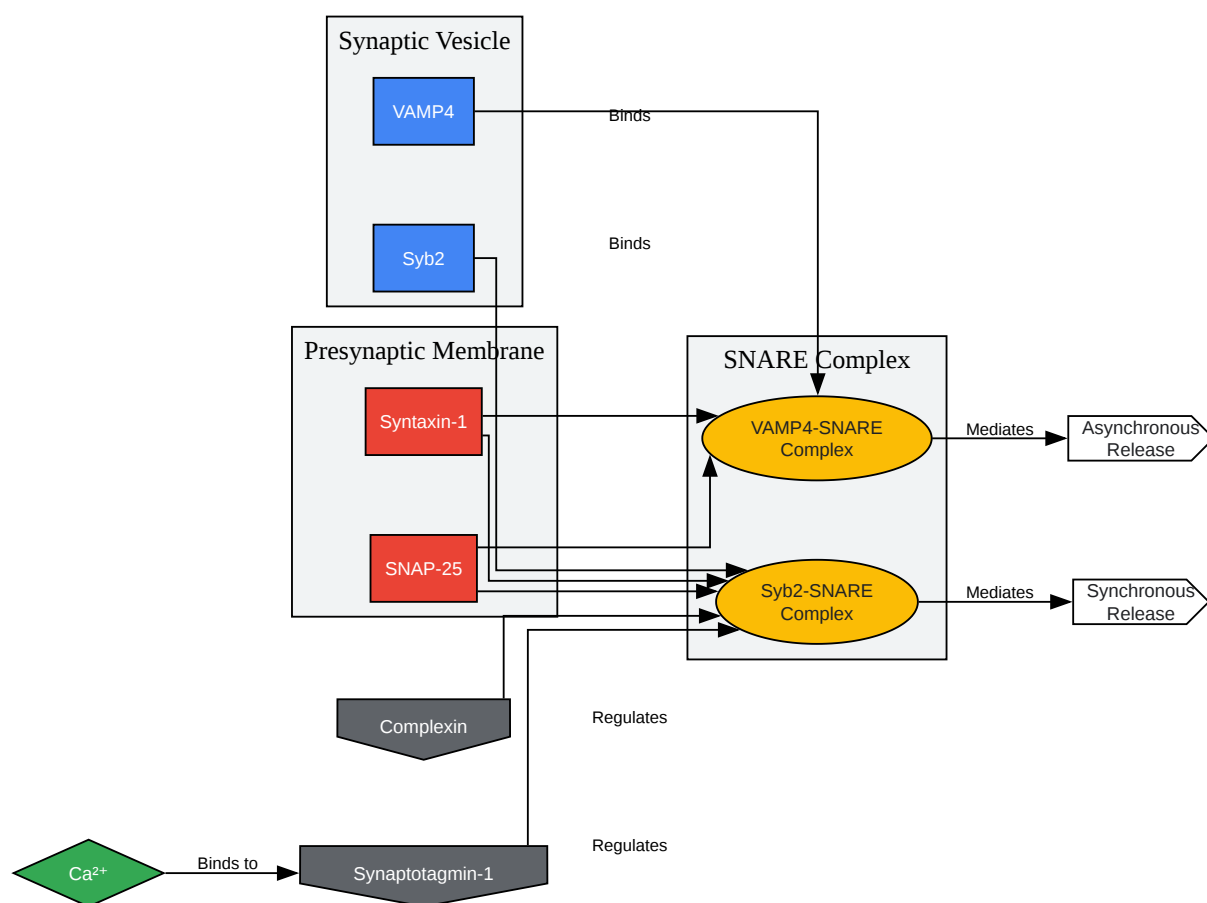 Synaptic Vesicle
VAMP4
Binds
Syb2
Binds
Presynaptic Membrane
SNARE Complex
Syntaxin-1
VAMP4-SNARE
Complex
Mediates
Asynchronous
Release
SNAP-25
Syb2-SNARE
Complex
Mediates
Synchronous
Release
Complexin
Regulates
Ca²⁺
Binds to
Synaptotagmin-1
Regulates